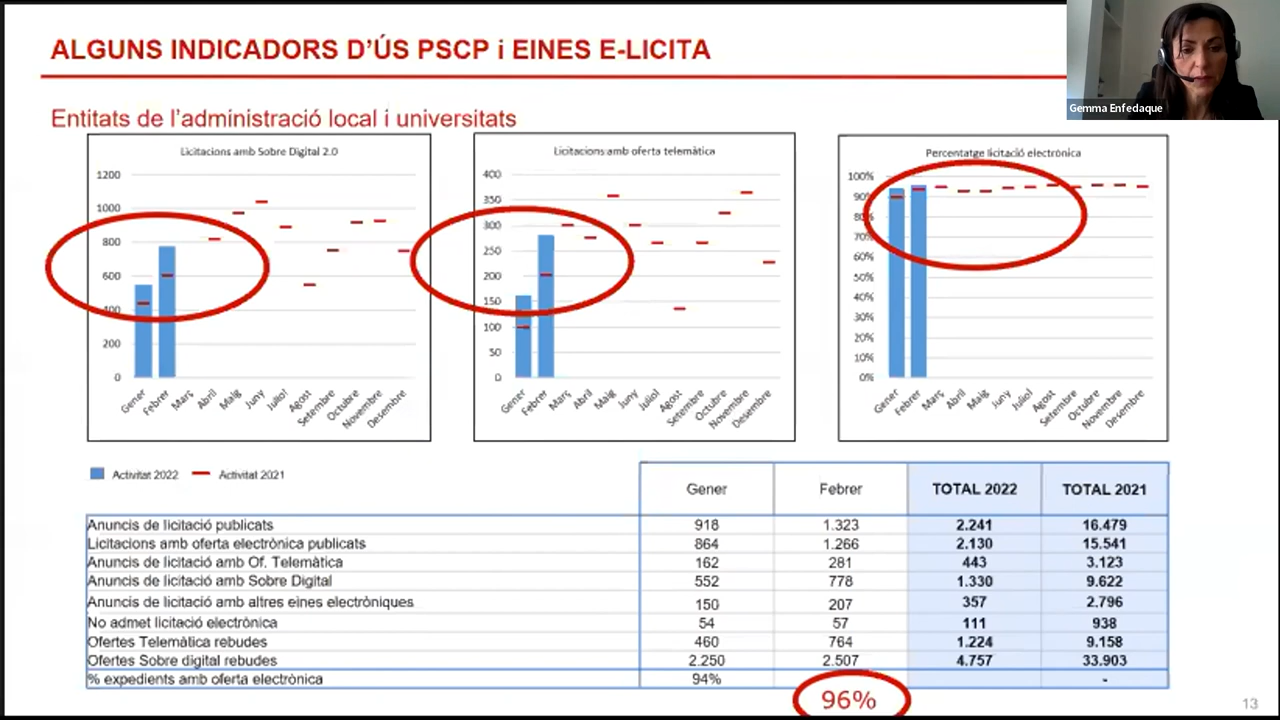 ALGUNS INDICADORS D'ÚS PSCP i EINES E-LICITA
Gemma Enfedaque
Entitats de l'administració local i universitats
Licitacions amb Sobre Digital 2.0
1200
1000
800
600
400
200
0
Gener Febrer Març Abril Maig Juny Juliol Agost Setembre Octubre Novembre Desembre
Licitacions amb oferta telemàtica
400
350
300
250
200
150
100
50
0
Gener Febrer Març Abril Maig Juny Juliol Agost Setembre Octubre Novembre Desembre
Percentatge licitació electrònica
100%
90%
80%
70%
60%
50%
40%
30%
20%
10%
0%
Gener Febrer Març Abril Maig Juny Juliol Agost Setembre Octubre Novembre Desembre
Activitat 2022 Activitat 2021
Gener Febrer TOTAL 2022 TOTAL 2021
Anuncis de licitació publicats 918 1.323 2.241 16.479
Licitacions amb oferta electrònica publicats 864 1.266 2.130 15.541
Anuncis de licitació amb Of. Telemàtica 162 281 443 3.123
Anuncis de licitació amb Sobre Digital 552 778 1.330 9.622
Anuncis de licitació amb altres eines electròniques 150 207 357 2.796
No admet licitació electrònica 54 57 111 938
Ofertes Telemàtica rebudes 460 764 1.224 9.158
Ofertes Sobre digital rebudes 2.250 2.507 4.757 33.903
% expedients amb oferta electrònica 94% -
96%
13